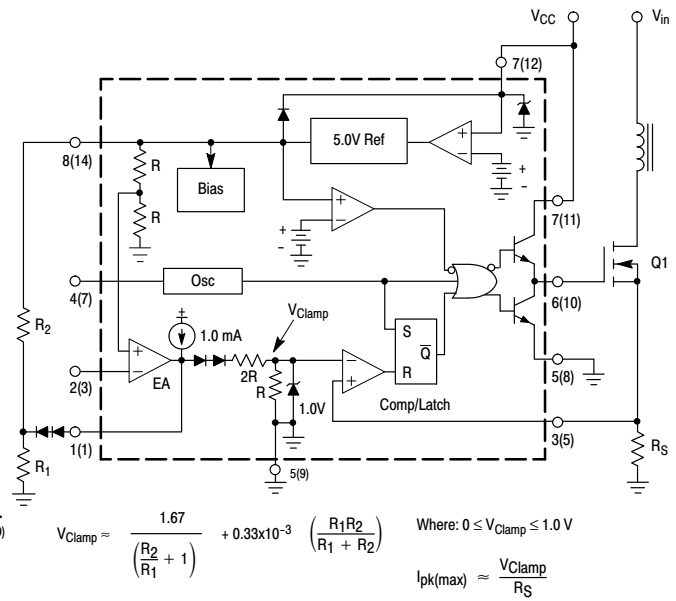 VCC
Vin
7(12)
8(14)
R
Bias
5.0V Ref
+
−
+
-
R
+
-
7(11)
Q1
4(7)
Osc
6(10)
VClamp
R2
±
1.0 mA
S
Q̅
R
+
−
EA
2R
R
1.0V
−
+
Comp/Latch
5(8)
2(3)
1(1)
3(5)
R1
5(9)
RS
VClamp ≈ 1.67 / (R2/R1 + 1) + 0.33x10−3 (R1R2 / R1 + R2) Where: 0 ≤ VClamp ≤ 1.0 V
Ipk(max) ≈ VClamp / RS